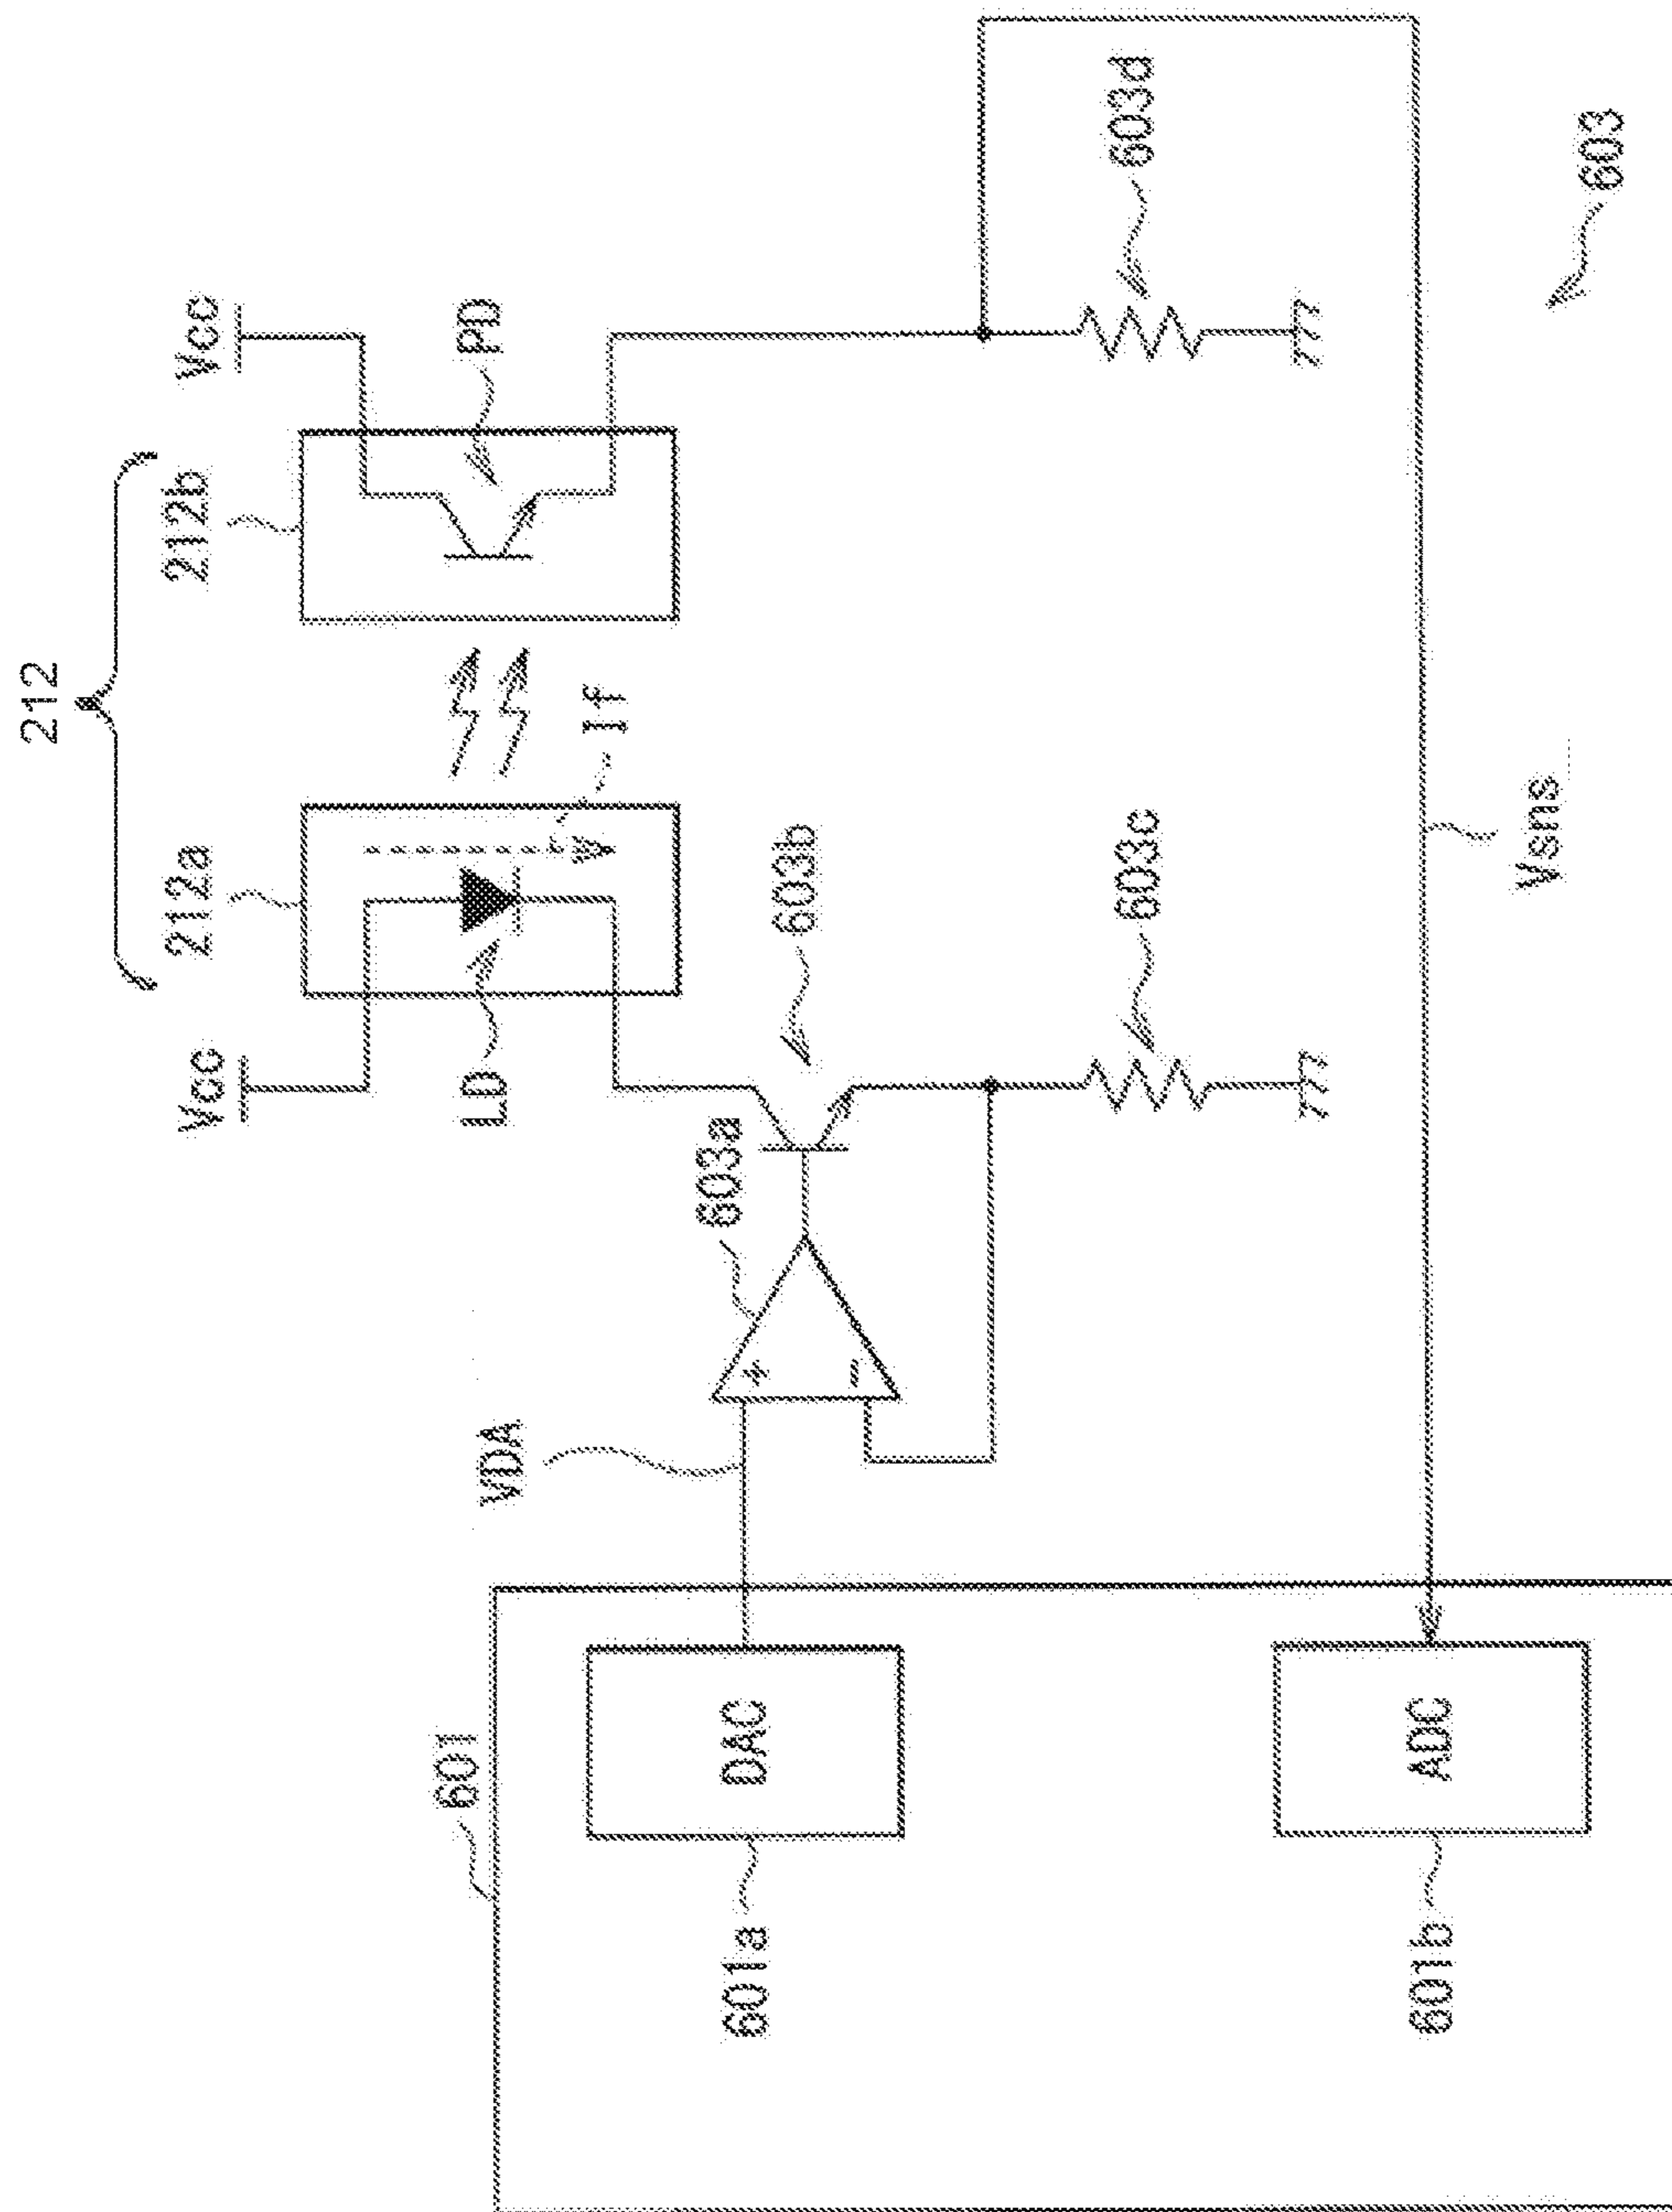 212
212a
212b
Vcc
Vcc
LD
PD
If
601
VDA
603a
603b
+
-
DAC
601a
603c
603d
ADC
601b
Vsns
603